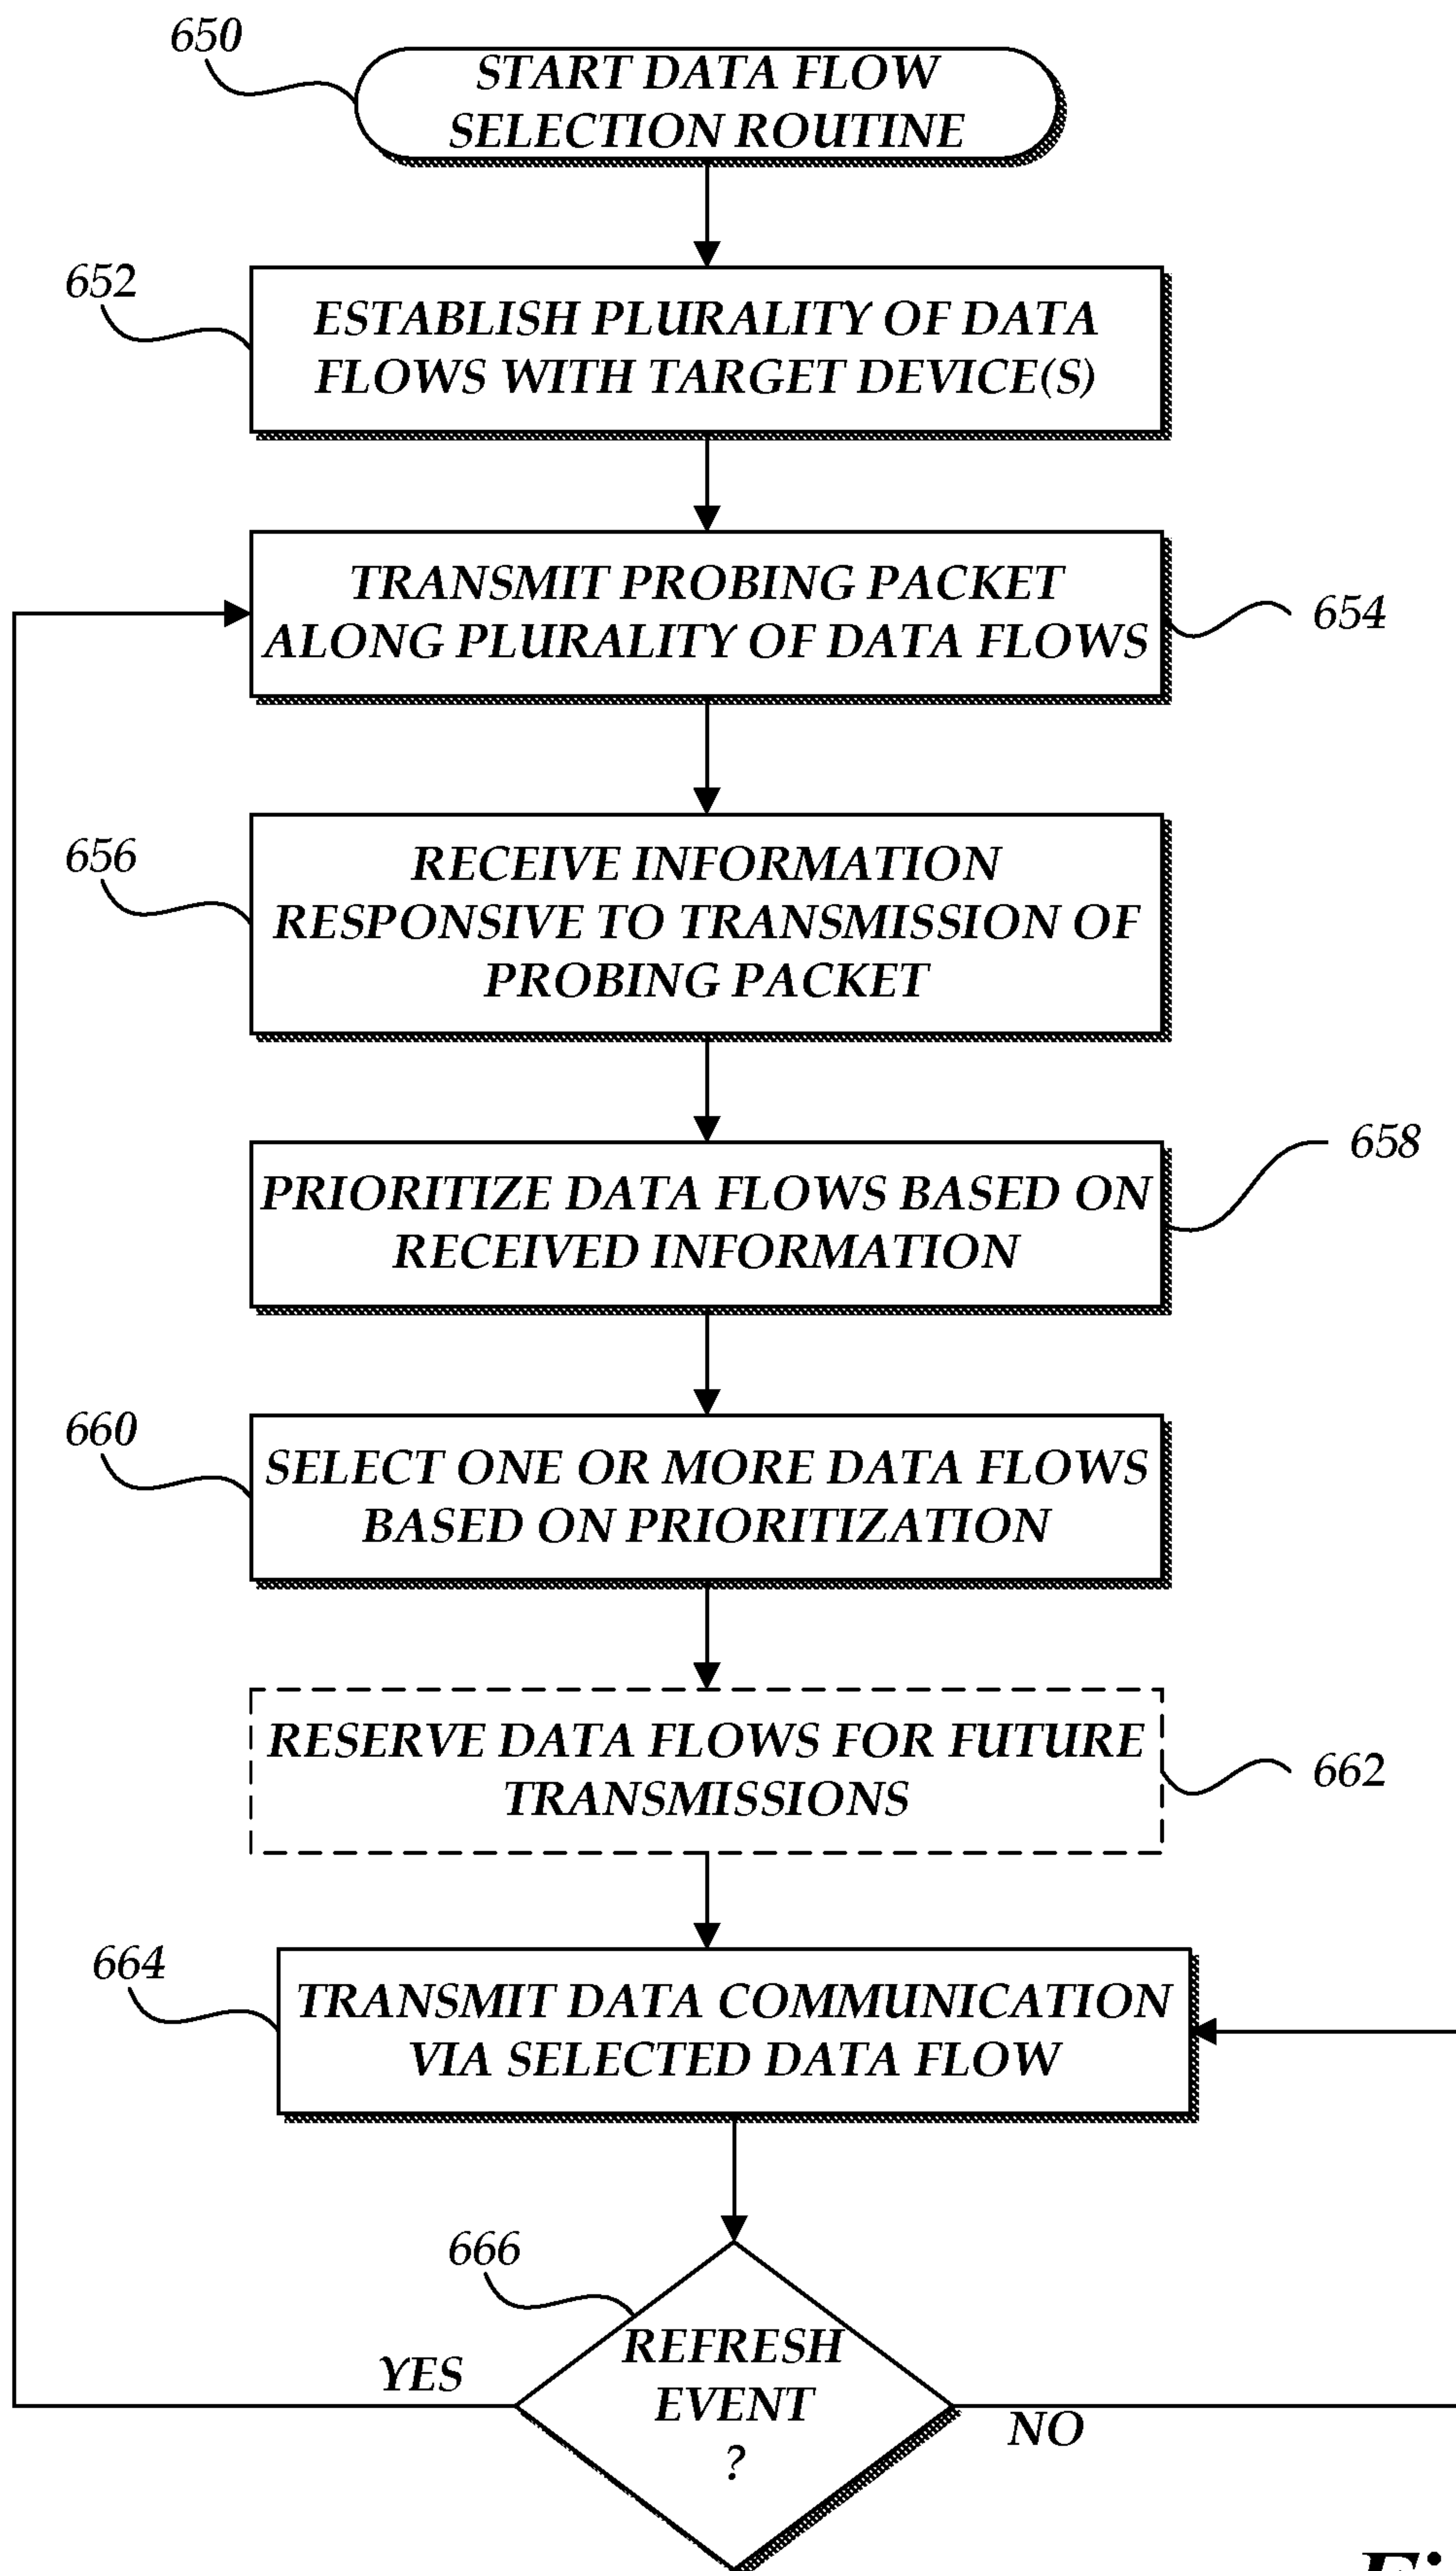 650
START DATA FLOW
SELECTION ROUTINE
652
ESTABLISH PLURALITY OF DATA
FLOWS WITH TARGET DEVICE(S)
TRANSMIT PROBING PACKET
ALONG PLURALITY OF DATA FLOWS
654
656
RECEIVE INFORMATION
RESPONSIVE TO TRANSMISSION OF
PROBING PACKET
658
PRIORITIZE DATA FLOWS BASED ON
RECEIVED INFORMATION
660
SELECT ONE OR MORE DATA FLOWS
BASED ON PRIORITIZATION
RESERVE DATA FLOWS FOR FUTURE
TRANSMISSIONS
662
664
TRANSMIT DATA COMMUNICATION
VIA SELECTED DATA FLOW
666
REFRESH
EVENT
?
YES
NO